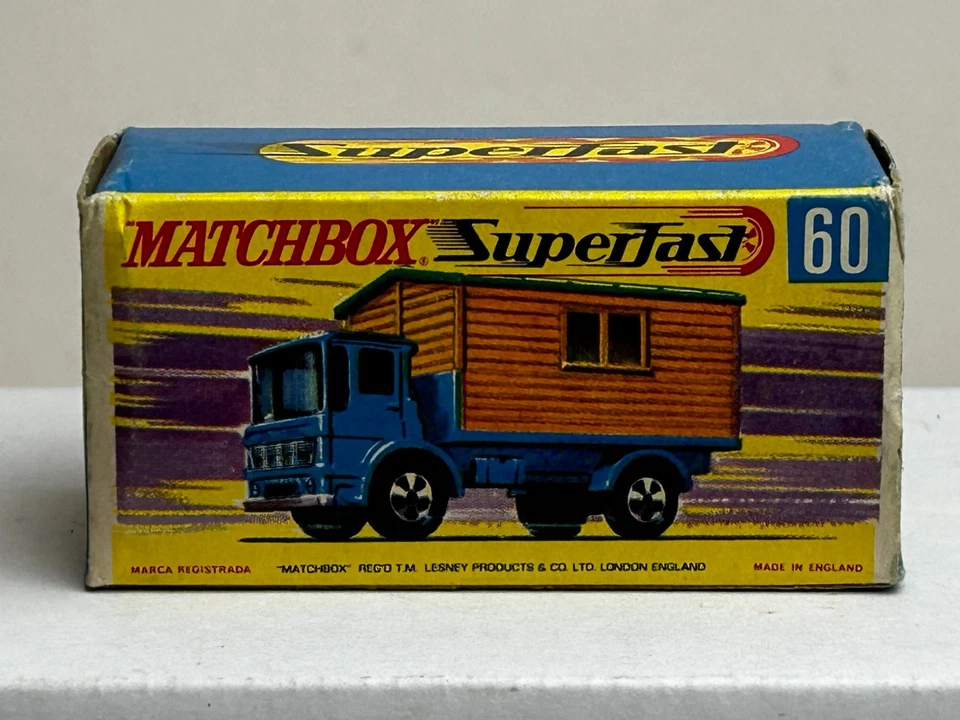 Superfast
"MATCHBOX"® Superfast 60
MARCA REGISTRADA "MATCHBOX" REG'D T.M. LESNEY PRODUCTS & CO. LTD. LONDON ENGLAND MADE IN ENGLAND